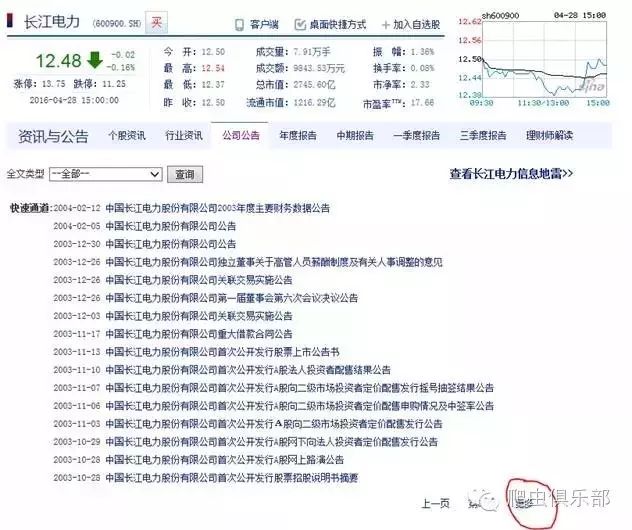 长江电力 (600900.SH) 买 客户端 桌面快捷方式 加入自选股
12.48 -0.02 -0.16%
涨停：13.75 跌停：11.25
2016-04-28 15:00:00
今 开：12.50 成交量：7.91万手 振 幅：1.36%
最 高：12.54 成交额：9843.53万元 换手率：0.08%
最 低：12.37 总市值：2745.60亿 市净率：2.33
昨 收：12.50 流通市值：1216.29亿 市盈率TTM：17.66
sh600900 04-28 15:00
12.62
12.56
12.50
12.44
12.38
sina
09:30 11:30/13:00 15:00
资讯与公告 个股资讯 行业资讯 公司公告 年度报告 中期报告 一季度报告 三季度报告 理财师解读
全文类型 --全部-- 查询 查看长江电力信息地雷>>
快速通道: 2004-02-12 中国长江电力股份有限公司2003年度主要财务数据公告
2004-02-05 中国长江电力股份有限公司公告
2003-12-30 中国长江电力股份有限公司公告
2003-12-26 中国长江电力股份有限公司独立董事关于高管人员薪酬制度及有关人事调整的意见
2003-12-26 中国长江电力股份有限公司关联交易实施公告
2003-12-26 中国长江电力股份有限公司第一届董事会第六次会议决议公告
2003-12-03 中国长江电力股份有限公司关联交易实施公告
2003-11-17 中国长江电力股份有限公司重大借款合同公告
2003-11-13 中国长江电力股份有限公司首次公开发行股票上市公告书
2003-11-10 中国长江电力股份有限公司首次公开发行A股法人投资者配售结果公告
2003-11-07 中国长江电力股份有限公司首次公开发行A股向二级市场投资者定价配售发行摇号抽签结果公告
2003-11-06 中国长江电力股份有限公司首次公开发行A股向二级市场投资者定价配售申购情况及中签率公告
2003-11-03 中国长江电力股份有限公司首次公开发行A股向二级市场投资者定价配售发行公告
2003-10-29 中国长江电力股份有限公司首次公开发行A股网下向法人投资者定价配售发行公告
2003-10-29 中国长江电力股份有限公司首次公开发行A股网上路演公告
2003-10-28 中国长江电力股份有限公司首次公开发行股票招股说明书摘要
上一页 更多
爬虫俱乐部